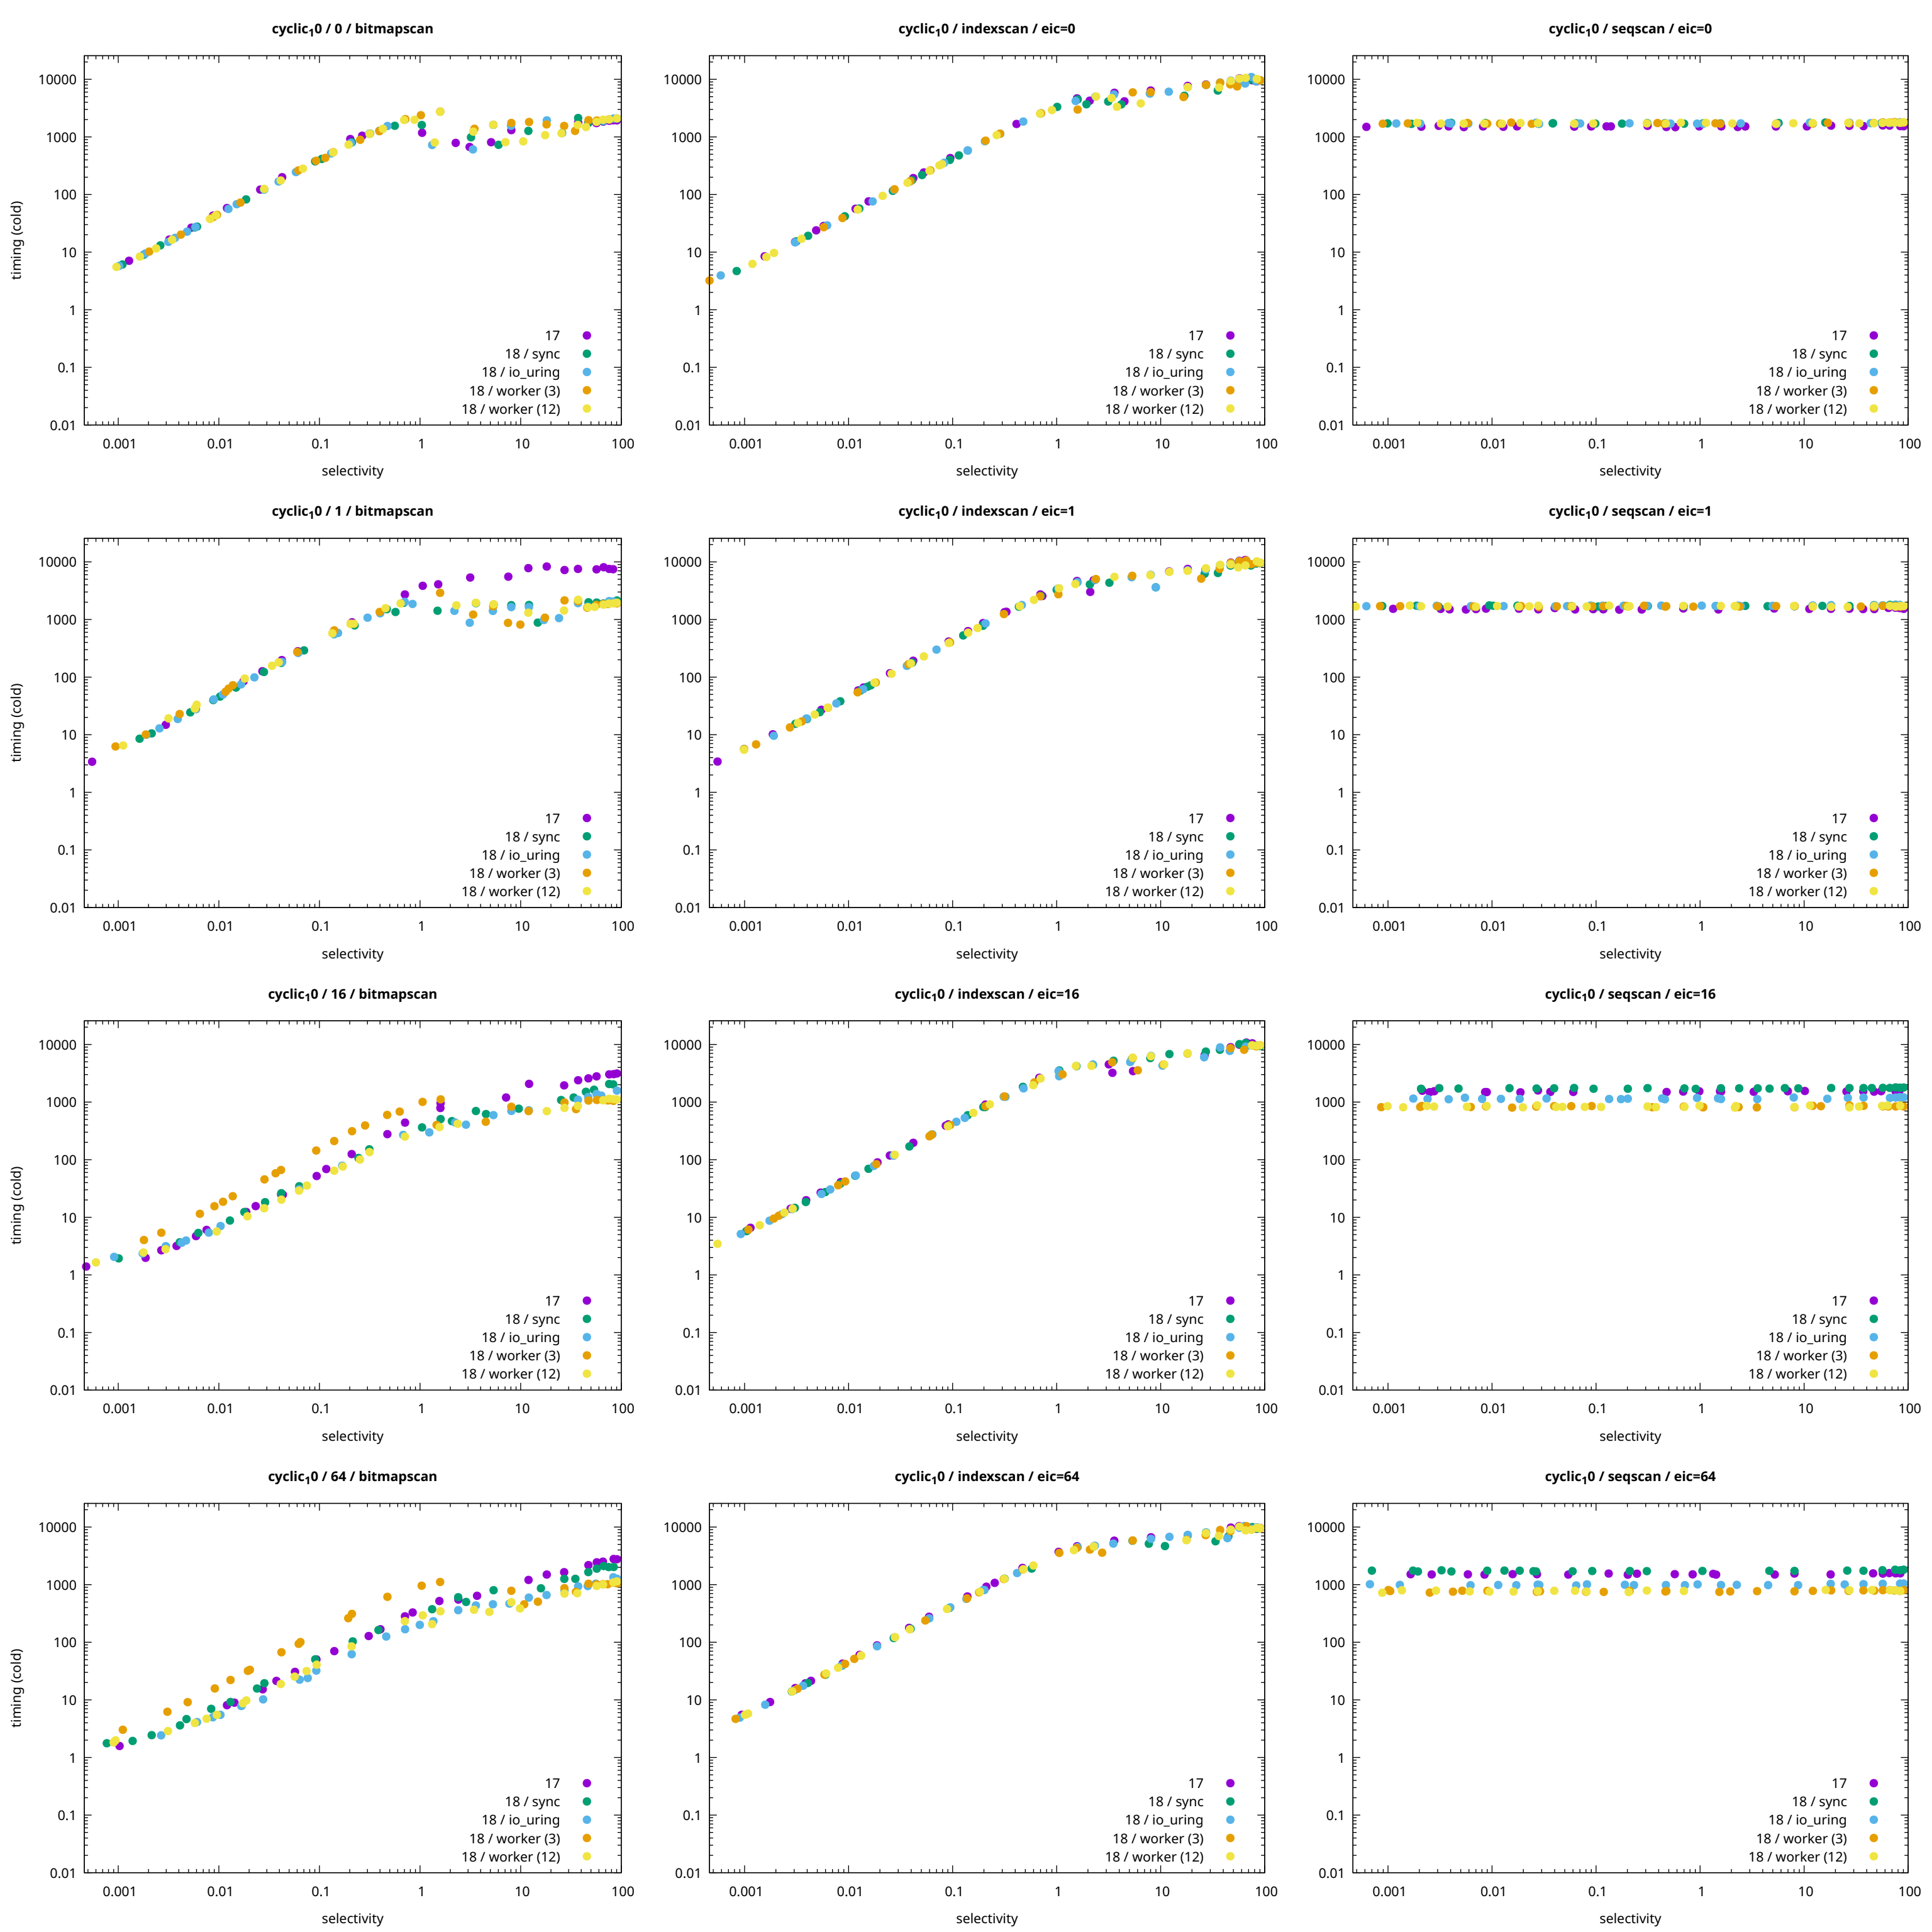 cyclic₁0 / 0 / bitmapscan
timing (cold)
10000
1000
100
10
1
0.1
0.01
0.001 0.01 0.1 1 10 100
selectivity
17
18 / sync
18 / io_uring
18 / worker (3)
18 / worker (12)
cyclic₁0 / indexscan / eic=0
10000
1000
100
10
1
0.1
0.01
0.001 0.01 0.1 1 10 100
selectivity
17
18 / sync
18 / io_uring
18 / worker (3)
18 / worker (12)
cyclic₁0 / seqscan / eic=0
10000
1000
100
10
1
0.1
0.01
0.001 0.01 0.1 1 10 100
selectivity
17
18 / sync
18 / io_uring
18 / worker (3)
18 / worker (12)
cyclic₁0 / 1 / bitmapscan
timing (cold)
10000
1000
100
10
1
0.1
0.01
0.001 0.01 0.1 1 10 100
selectivity
17
18 / sync
18 / io_uring
18 / worker (3)
18 / worker (12)
cyclic₁0 / indexscan / eic=1
10000
1000
100
10
1
0.1
0.01
0.001 0.01 0.1 1 10 100
selectivity
17
18 / sync
18 / io_uring
18 / worker (3)
18 / worker (12)
cyclic₁0 / seqscan / eic=1
10000
1000
100
10
1
0.1
0.01
0.001 0.01 0.1 1 10 100
selectivity
17
18 / sync
18 / io_uring
18 / worker (3)
18 / worker (12)
cyclic₁0 / 16 / bitmapscan
timing (cold)
10000
1000
100
10
1
0.1
0.01
0.001 0.01 0.1 1 10 100
selectivity
17
18 / sync
18 / io_uring
18 / worker (3)
18 / worker (12)
cyclic₁0 / indexscan / eic=16
10000
1000
100
10
1
0.1
0.01
0.001 0.01 0.1 1 10 100
selectivity
17
18 / sync
18 / io_uring
18 / worker (3)
18 / worker (12)
cyclic₁0 / seqscan / eic=16
10000
1000
100
10
1
0.1
0.01
0.001 0.01 0.1 1 10 100
selectivity
17
18 / sync
18 / io_uring
18 / worker (3)
18 / worker (12)
cyclic₁0 / 64 / bitmapscan
timing (cold)
10000
1000
100
10
1
0.1
0.01
0.001 0.01 0.1 1 10 100
selectivity
17
18 / sync
18 / io_uring
18 / worker (3)
18 / worker (12)
cyclic₁0 / indexscan / eic=64
10000
1000
100
10
1
0.1
0.01
0.001 0.01 0.1 1 10 100
selectivity
17
18 / sync
18 / io_uring
18 / worker (3)
18 / worker (12)
cyclic₁0 / seqscan / eic=64
10000
1000
100
10
1
0.1
0.01
0.001 0.01 0.1 1 10 100
selectivity
17
18 / sync
18 / io_uring
18 / worker (3)
18 / worker (12)